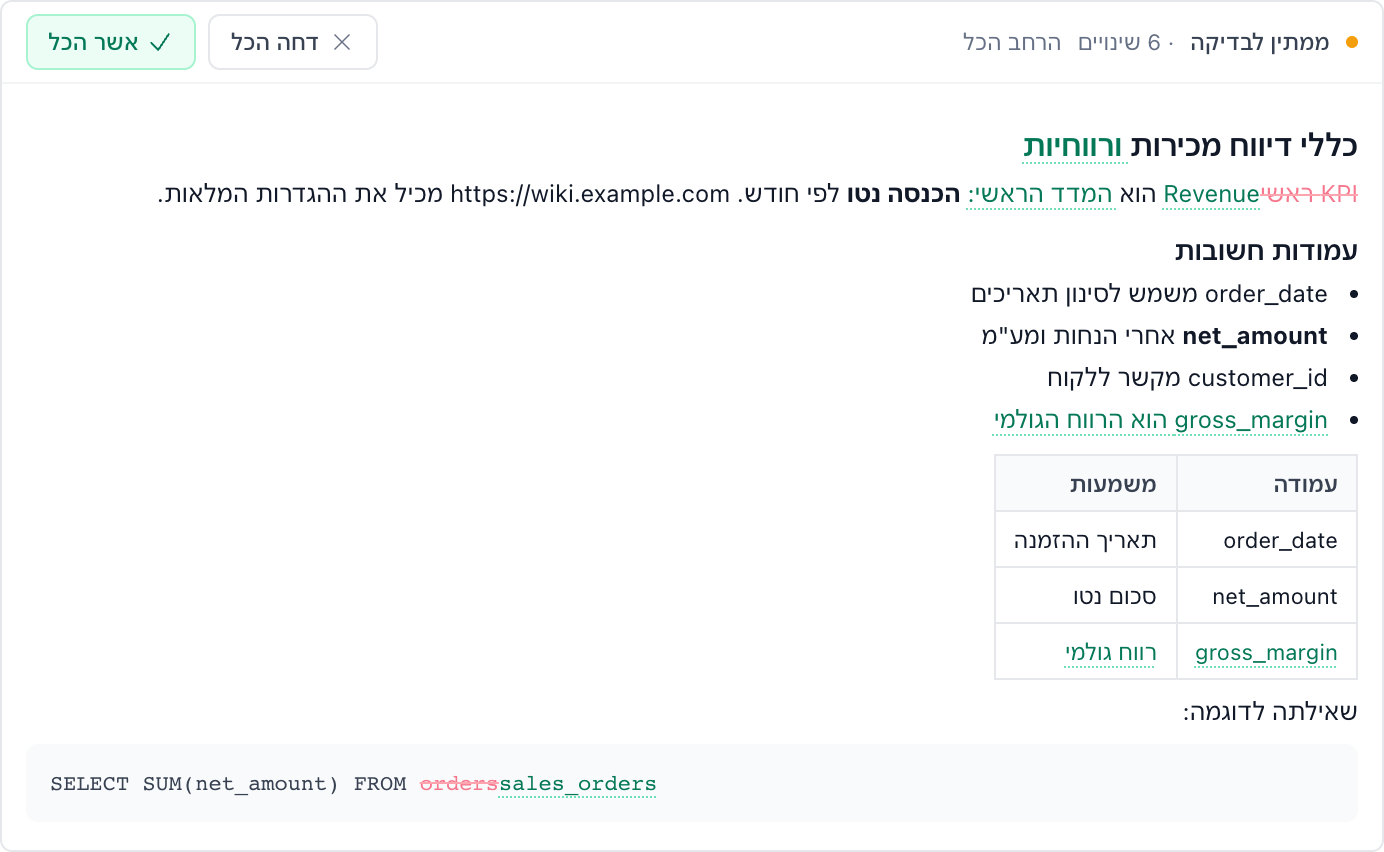 ממתין לבדיקה · 6 שינויים הרחב הכל
דחה הכל
אשר הכל
כללי דיווח מכירות ורווחיות
KPI ראשיRevenue הוא המדד הראשי: הכנסה נטו לפי חודש. https://wiki.example.com מכיל את ההגדרות המלאות.
עמודות חשובות
• order_date משמש לסינון תאריכים
• net_amount אחרי הנחות ומע"מ
• customer_id מקשר ללקוח
• gross_margin הוא הרווח הגולמי
עמודה משמעות
order_date תאריך ההזמנה
net_amount סכום נטו
gross_margin רווח גולמי
שאילתה לדוגמה:
SELECT SUM(net_amount) FROM orderssales_orders